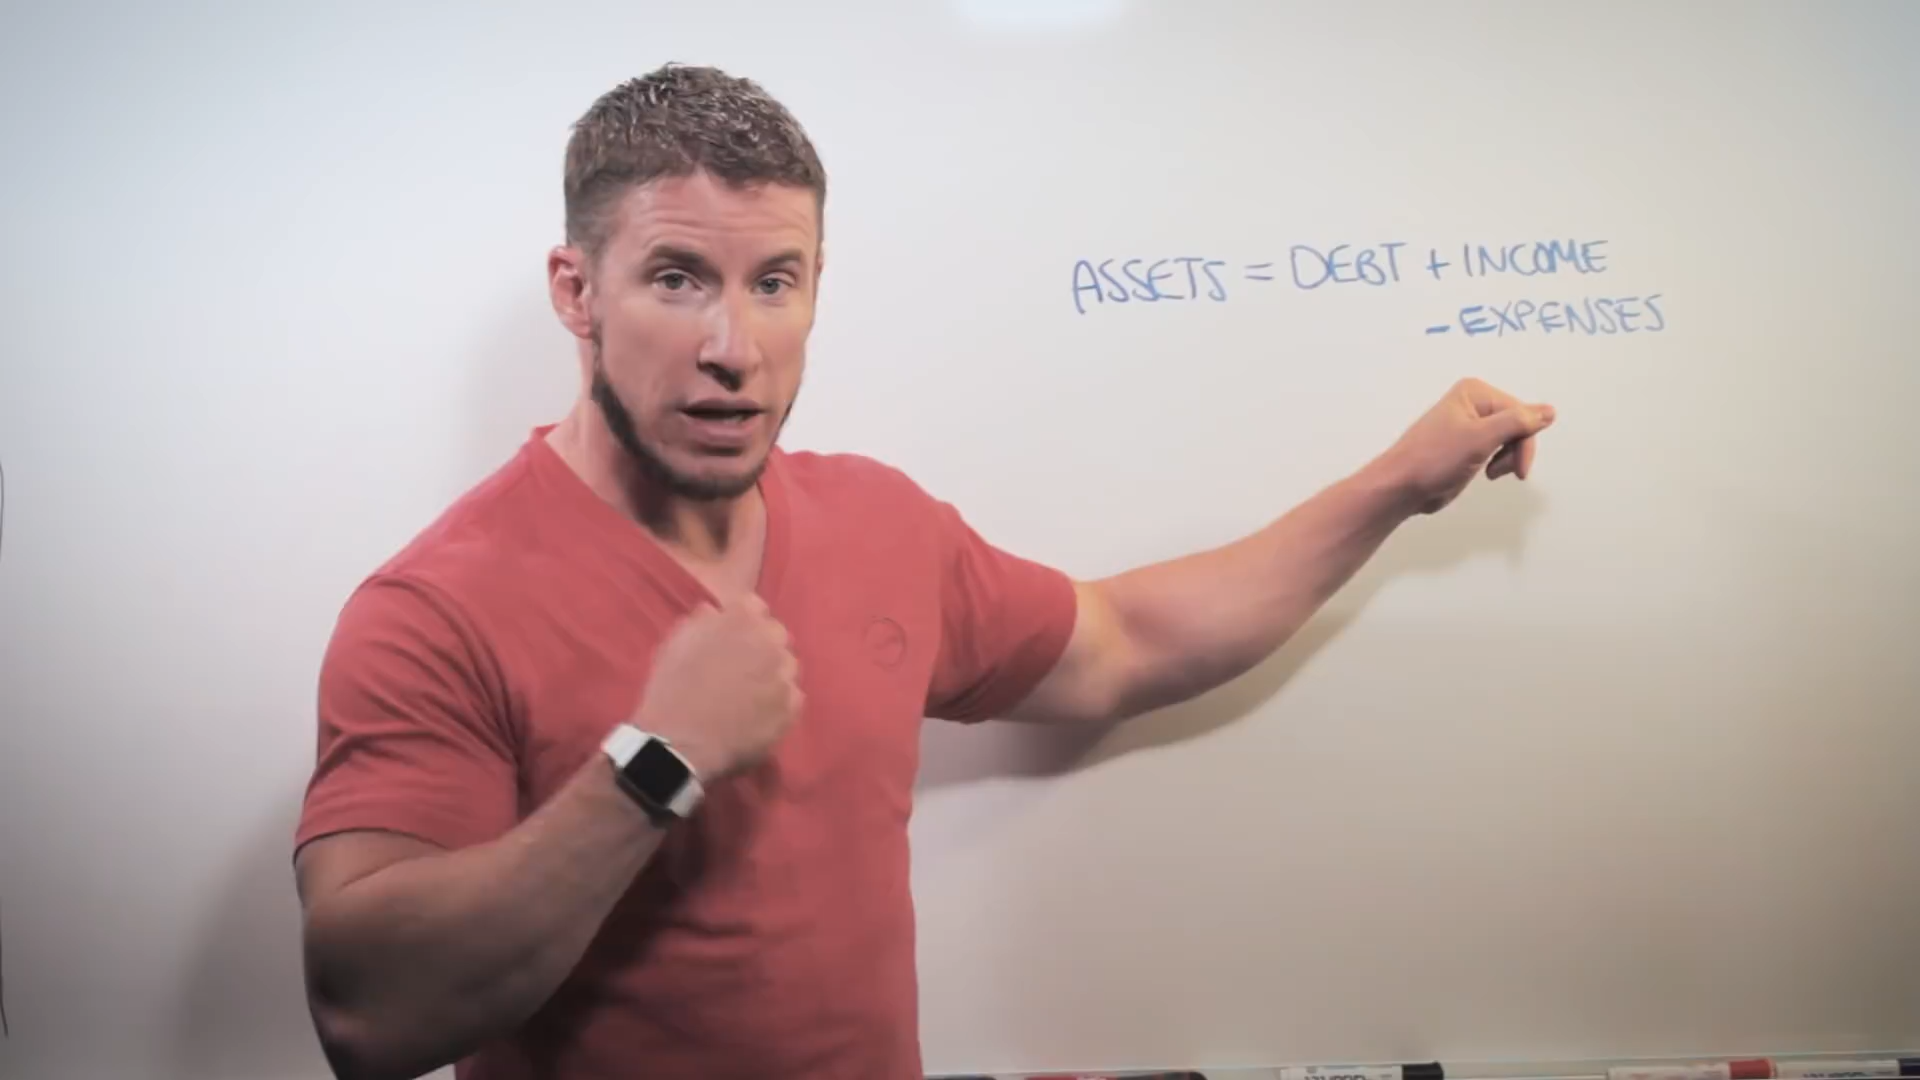 ASSETS = DEBT + INCOME
- EXPENSES